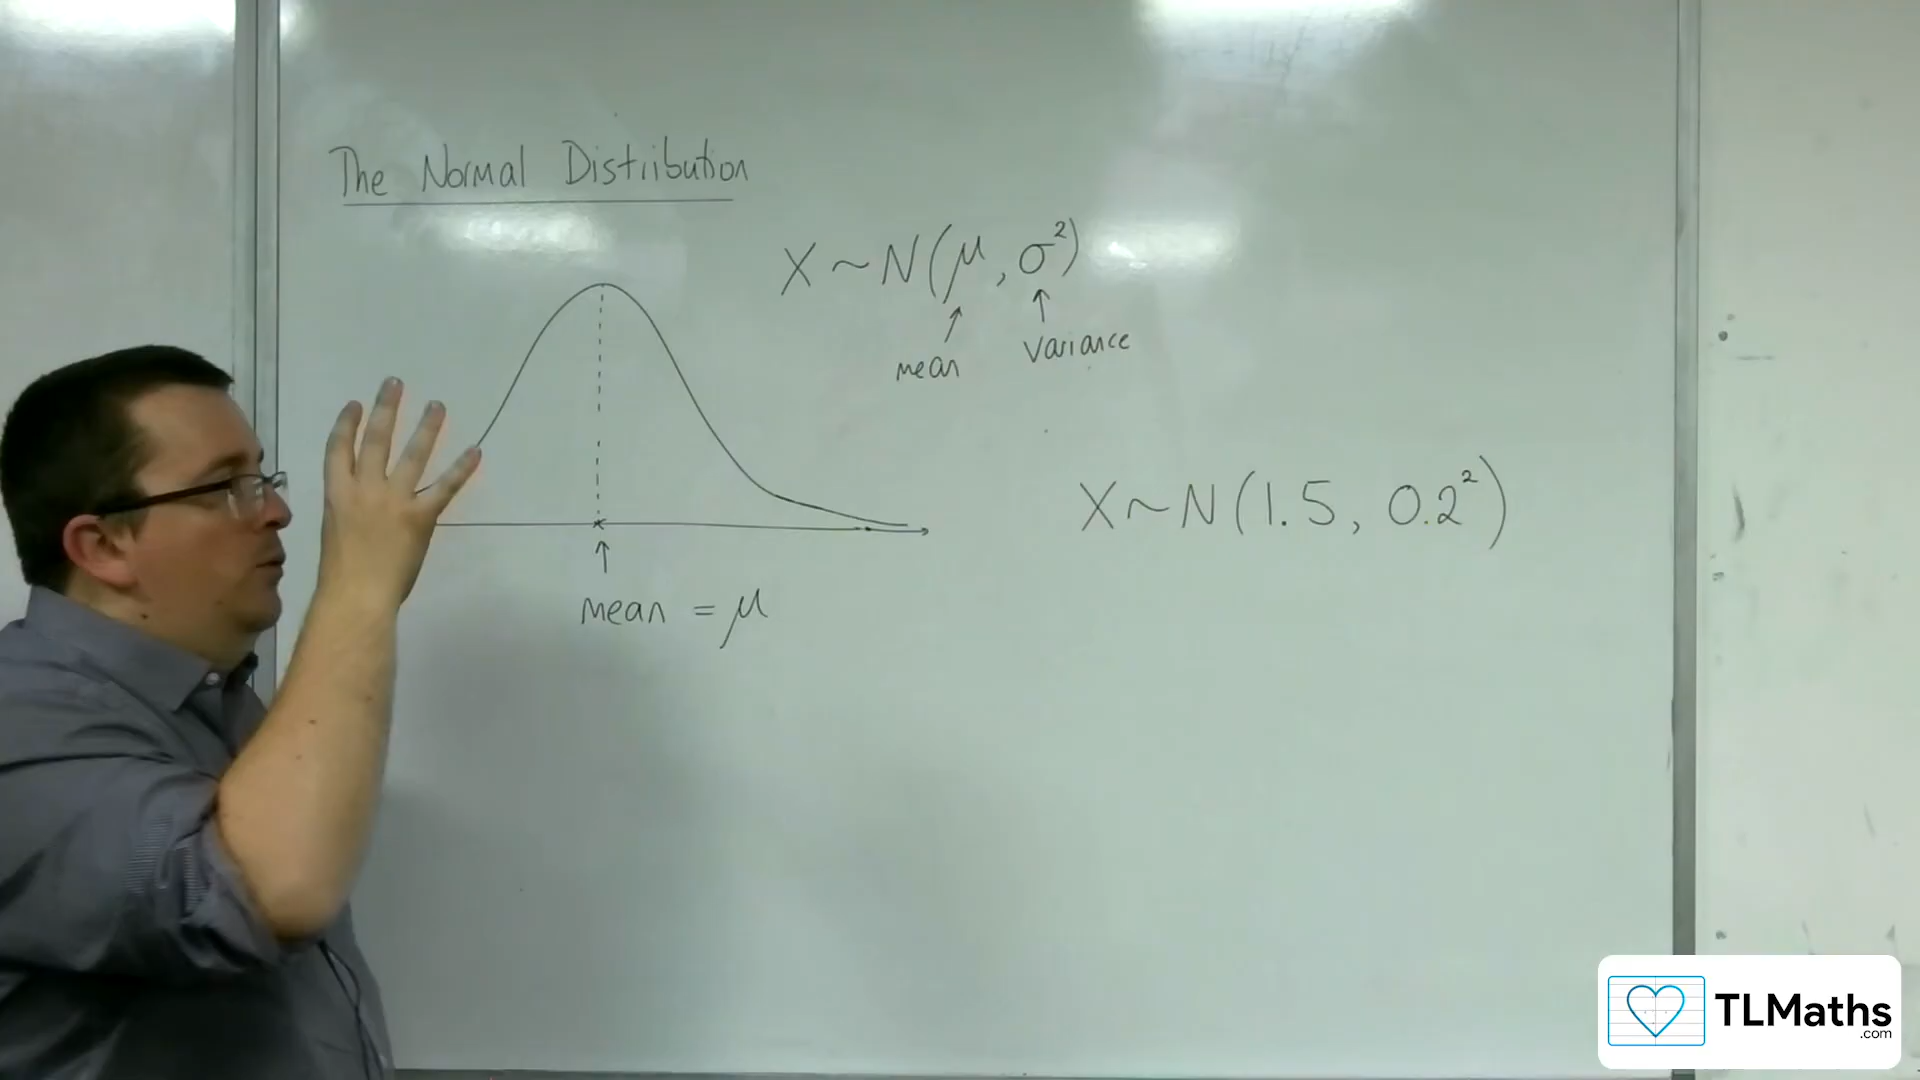 The Normal Distribution
X ~ N(μ, σ²)
mean
variance
X ~ N(1.5, 0.2²)
mean = μ
TLMaths
.com